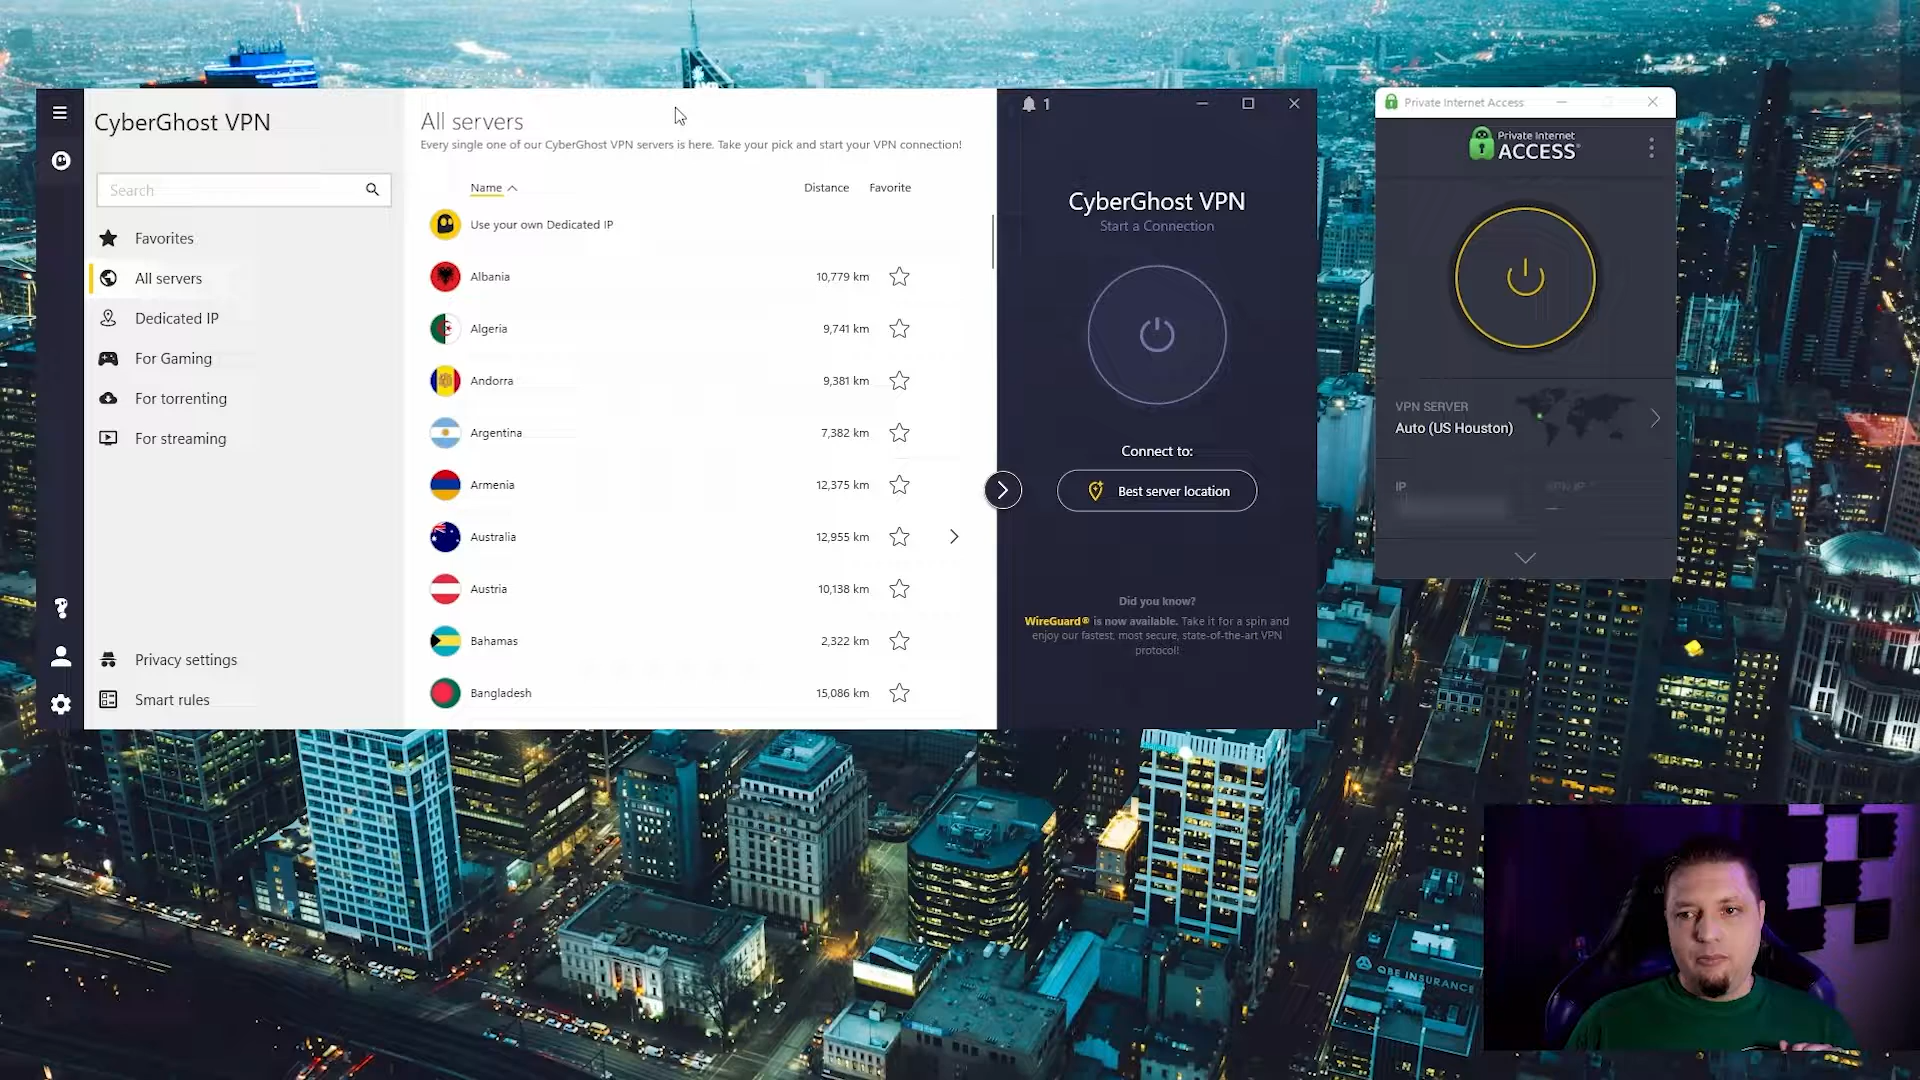 CyberGhost VPN
Search
Favorites
All servers
Dedicated IP
For Gaming
For torrenting
For streaming
Privacy settings
Smart rules
All servers
Every single one of our CyberGhost VPN servers is here. Take your pick and start your VPN connection!
Name Distance Favorite
Use your own Dedicated IP
Albania 10,779 km
Algeria 9,741 km
Andorra 9,381 km
Argentina 7,382 km
Armenia 12,375 km
Australia 12,955 km
Austria 10,138 km
Bahamas 2,322 km
Bangladesh 15,086 km
1
CyberGhost VPN
Start a Connection
Connect to:
Best server location
Did you know?
WireGuard® is now available. Take it for a spin and
enjoy our fastest, most secure, state-of-the-art VPN
protocol!
Private Internet Access
Private Internet
ACCESS
VPN SERVER
Auto (US Houston)
IP VPN IP
QBE INSURANCE